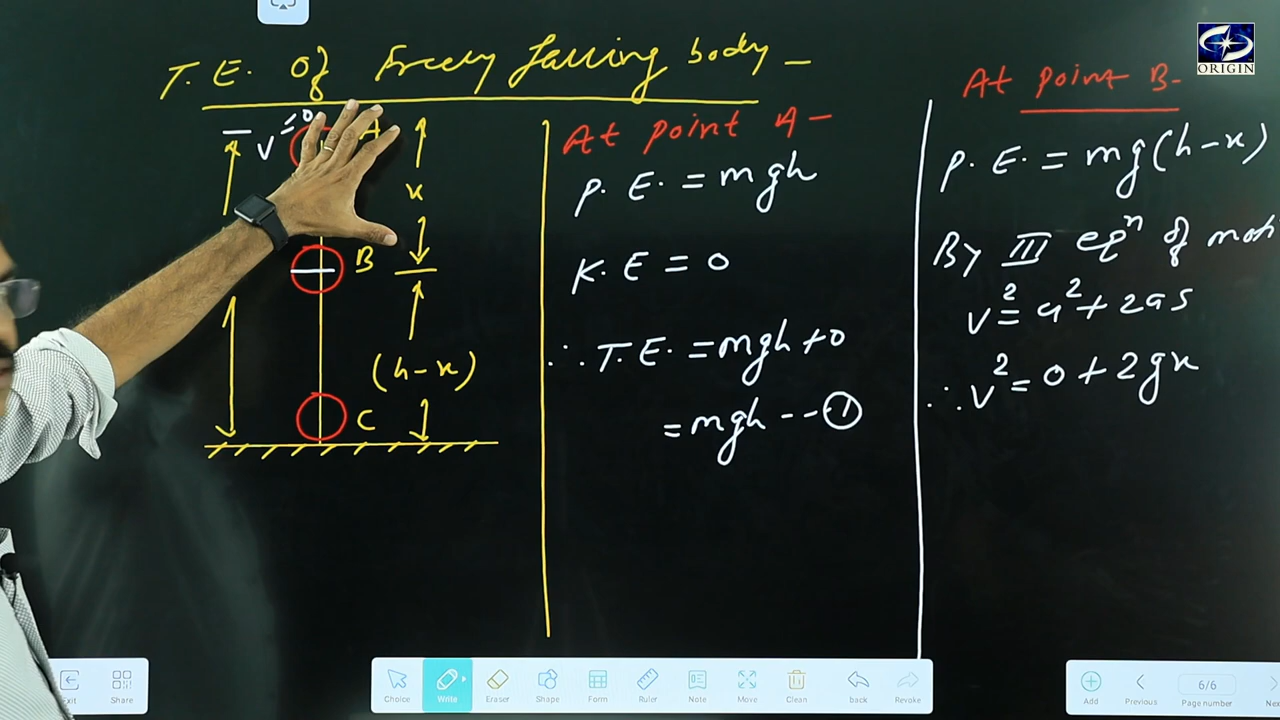 T.E. Of Freely falling body -
V = 0
A
x
B
(h-x)
C
At point A -
P.E. = mgh
K.E = 0
∴ T.E. = mgh + 0
= mgh --- ①
At point B -
P.E. = mg(h-x)
By III eqⁿ of moti
v² = u² + 2as
∴ v² = 0 + 2gx
ORIGIN
Exit
Share
Choice
Write
Eraser
Shape
Form
Ruler
Note
Move
Clean
back
Revoke
Add
Previous
6/6
Page number
Nex